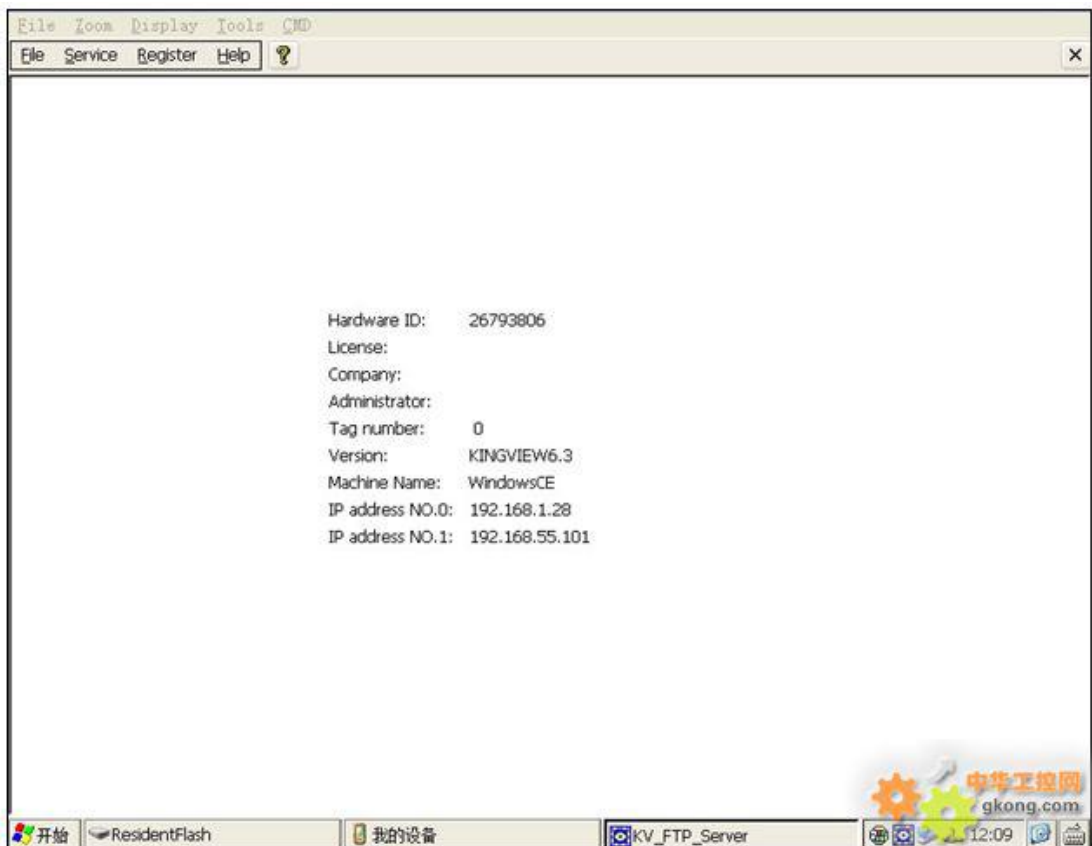 File Zoom Display Tools CMD
File Service Register Help
Hardware ID: 26793806
License:
Company:
Administrator:
Tag number: 0
Version: KINGVIEW6.3
Machine Name: WindowsCE
IP address NO.0: 192.168.1.28
IP address NO.1: 192.168.55.101
中华工控网
gkong.com
开始 ResidentFlash 我的设备 KV_FTP_Server 12:09